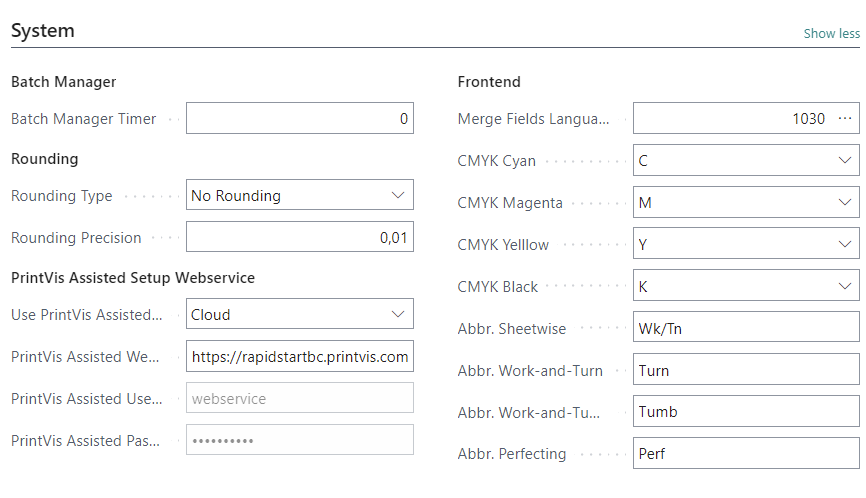 System
Show less
Batch Manager
Batch Manager Timer
0
Rounding
Rounding Type
No Rounding
Rounding Precision
0,01
PrintVis Assisted Setup Webservice
Use PrintVis Assisted...
Cloud
PrintVis Assisted We...
https://rapidstartbc.printvis.com
PrintVis Assisted Use...
webservice
PrintVis Assisted Pas...
••••••••••
Frontend
Merge Fields Langua...
1030 ...
CMYK Cyan
C
CMYK Magenta
M
CMYK Yelllow
Y
CMYK Black
K
Abbr. Sheetwise
Wk/Tn
Abbr. Work-and-Turn
Turn
Abbr. Work-and-Tu...
Tumb
Abbr. Perfecting
Perf